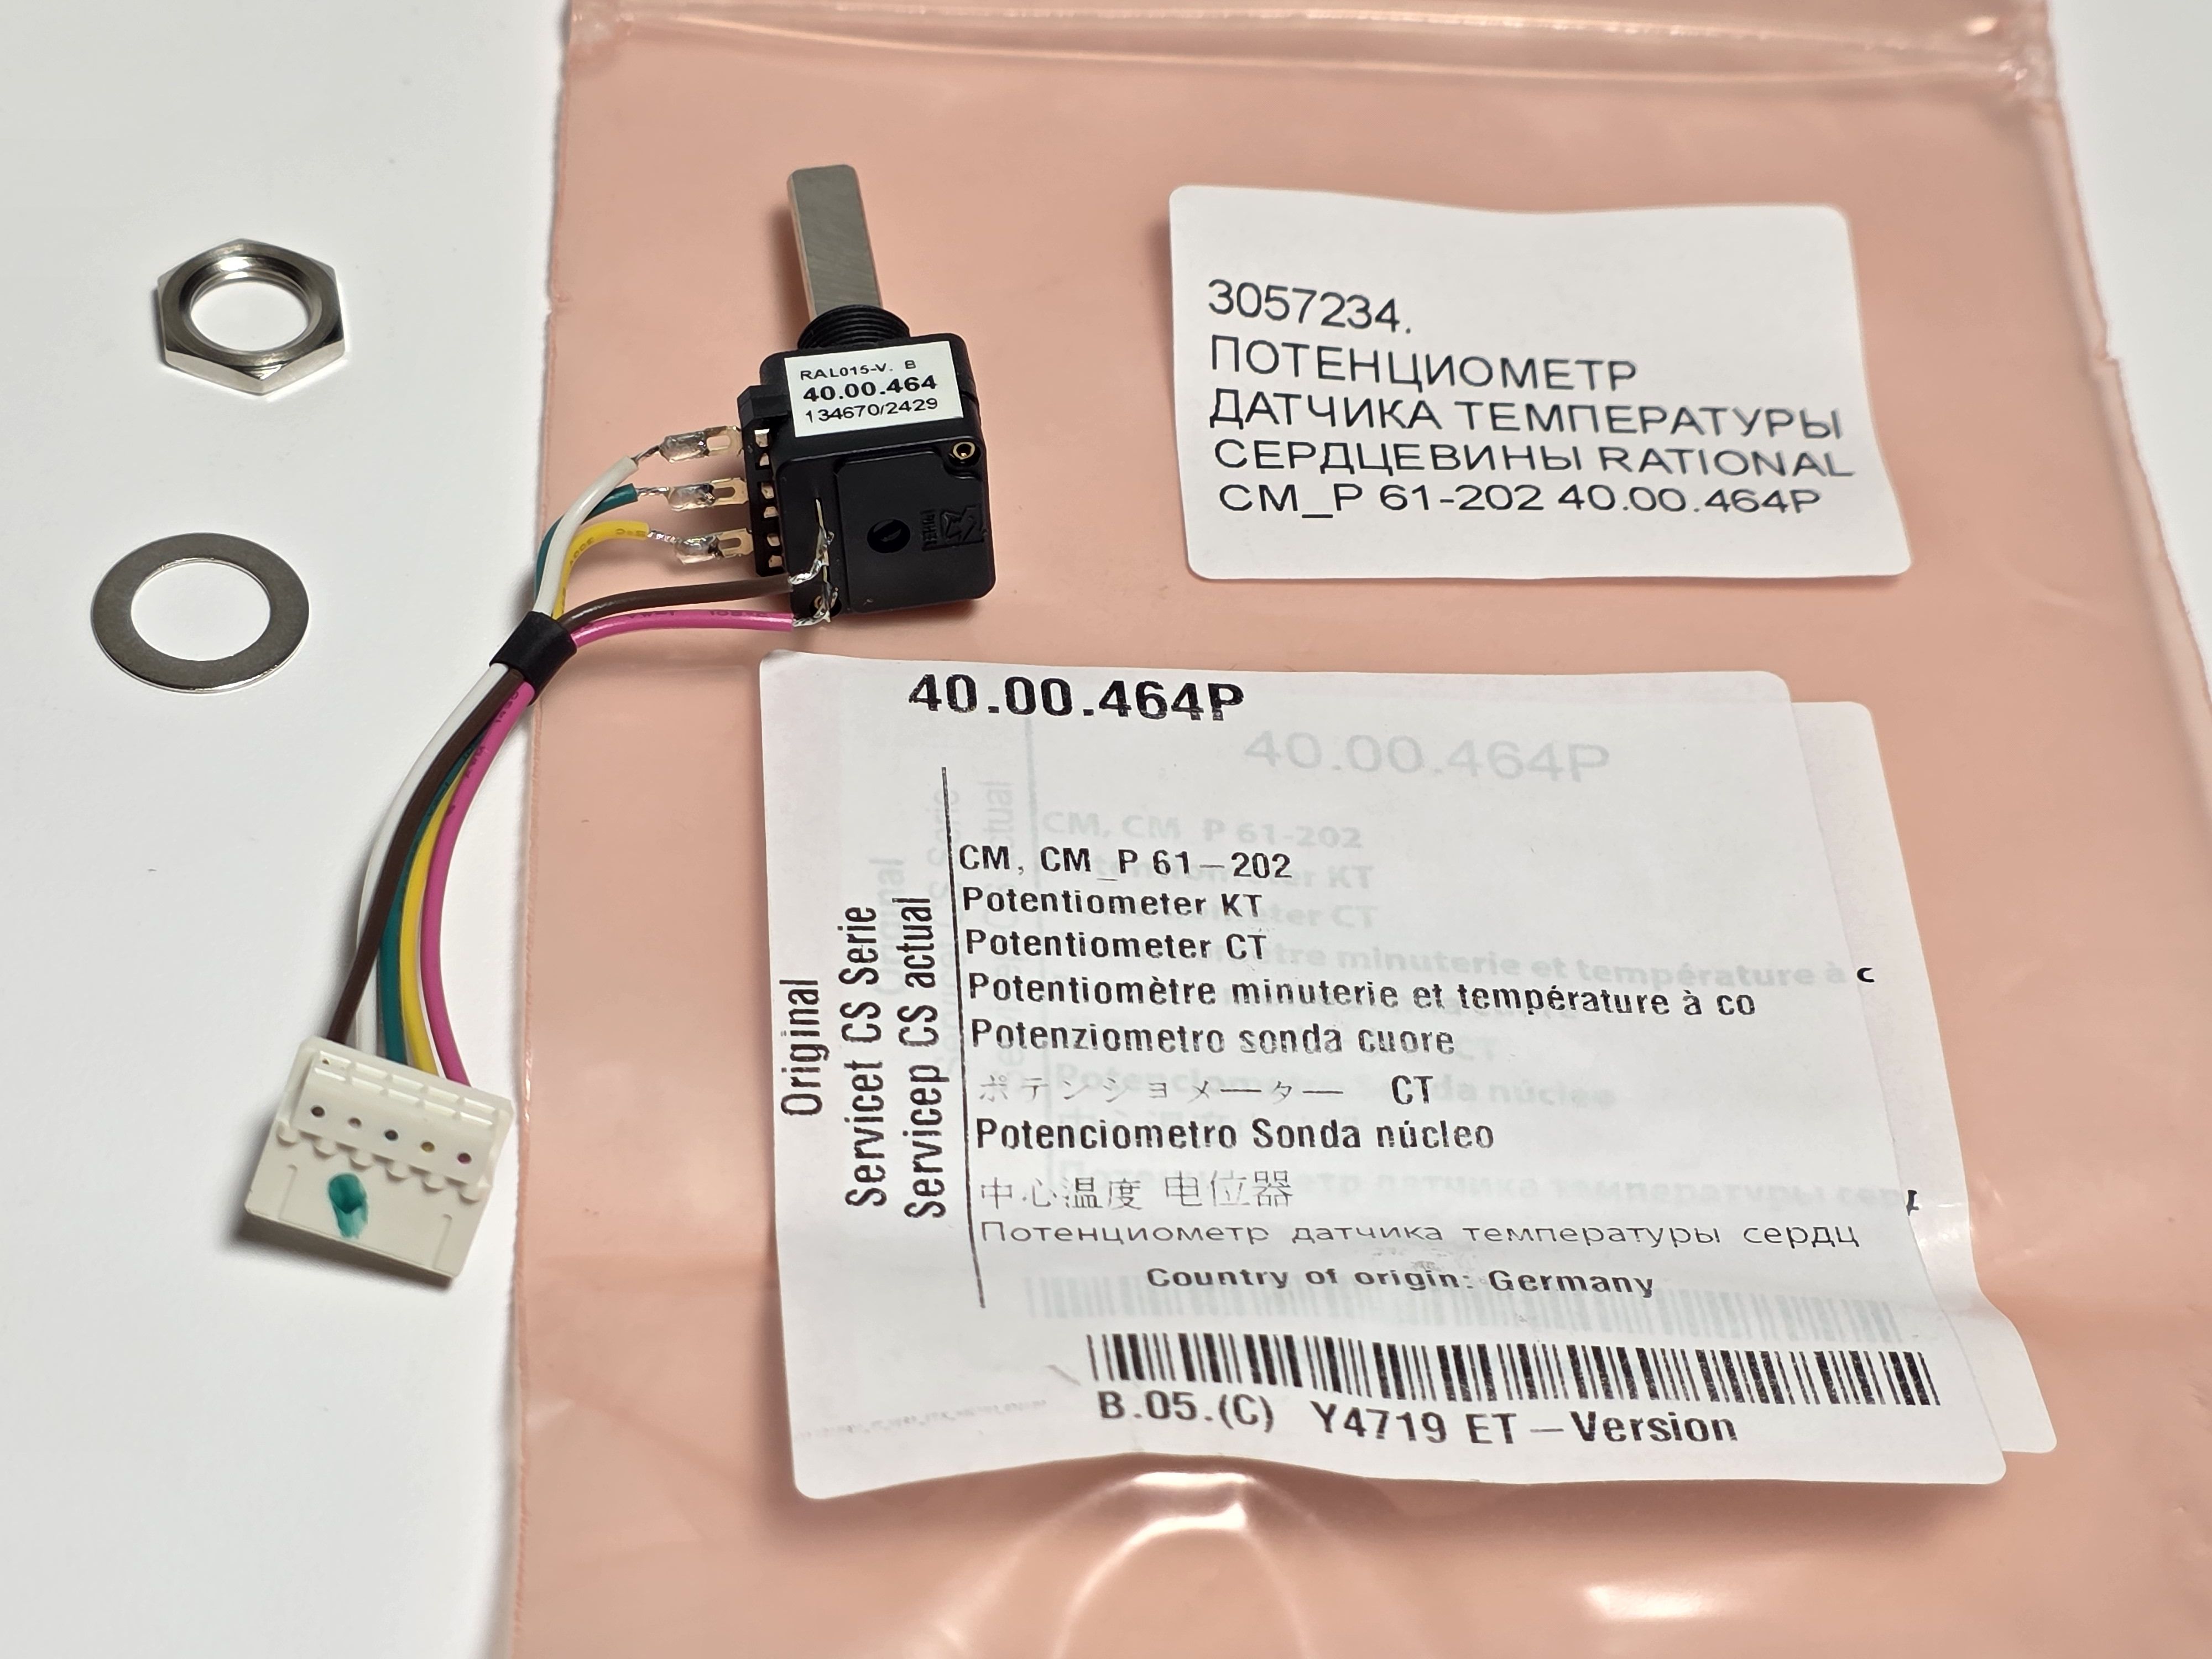 RAL015-V. B
40.00.464
134670/2429
3057234.
ПОТЕНЦИОМЕТР
ДАТЧИКА ТЕМПЕРАТУРЫ
СЕРДЦЕВИНЫ RATIONAL
CM_P 61-202 40.00.464P
40.00.464P
40.00.464P
Original
Servicet CS Serie
Servicep CS actual
CM, CM_P 61-202
CM, CM_P 61-202
Potentiometer KT
Potentiometer CT
Potentiomètre minuterie et température à co
Potenziometro sonda cuore
ポテンショメーター CT
Potenciometro Sonda núcleo
中心温度 电位器
Потенциометр датчика температуры сердц
Country of origin: Germany
B.05.(C) Y4719 ET-Version